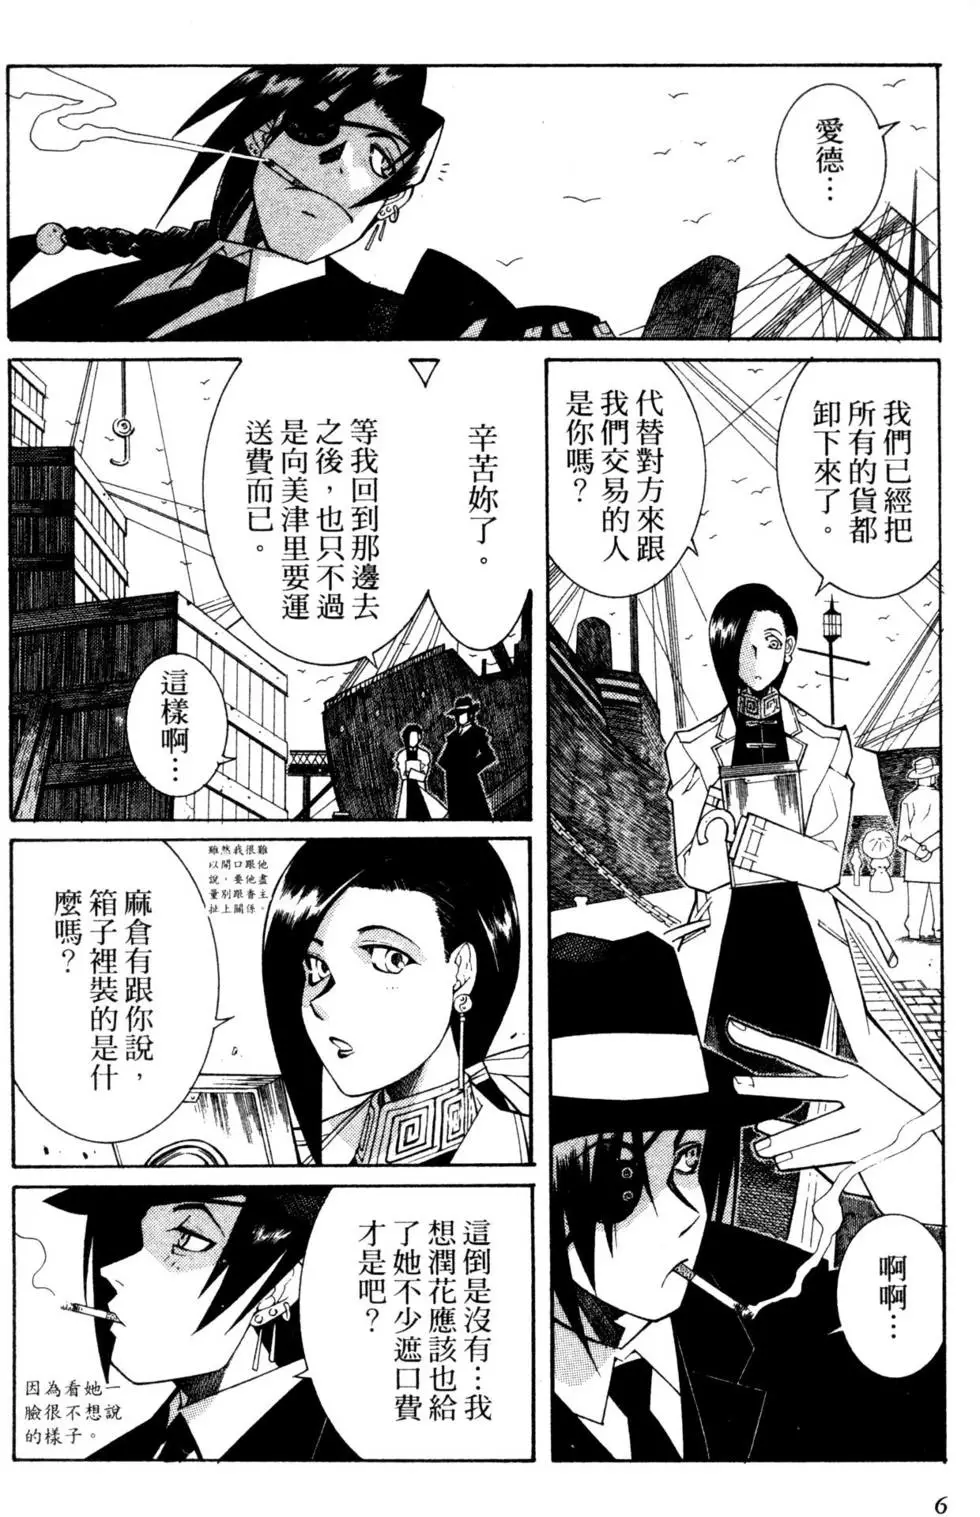 愛德…
我們已經把
所有的貨都
卸下來了。
代替對方來跟
我們交易的人
是你嗎？
啊啊…
辛苦妳了。
等我回到那邊去
之後，也只不過
是向美津里要運
送費而已。
這樣啊…
雖然我很難
以開口跟他
說，要他盡
量別跟香主
扯上關係。
麻倉有跟你說，
箱子裡裝的是什
麼嗎？
這倒是沒有…我
想潤花應該也給
了她不少遮口費
才是吧？
因為看她一
臉很不想說
的樣子。
6